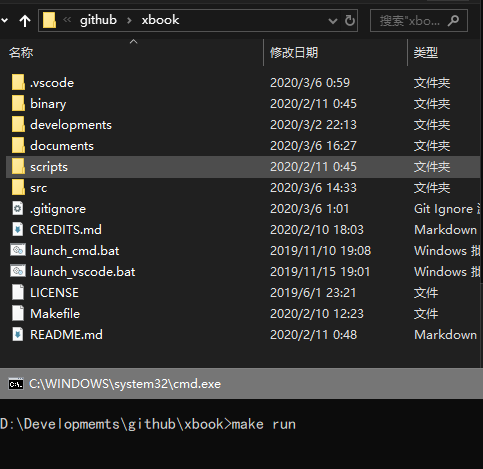 github xbook 搜索"xbo...
名称 修改日期 类型
.vscode 2020/3/6 0:59 文件夹
binary 2020/2/11 0:45 文件夹
developments 2020/3/2 22:13 文件夹
documents 2020/3/6 16:27 文件夹
scripts 2020/2/11 0:45 文件夹
src 2020/3/6 14:33 文件夹
.gitignore 2020/3/6 1:01 Git Ignore
CREDITS.md 2020/2/10 18:03 Markdown
launch_cmd.bat 2019/11/10 19:08 Windows 批
launch_vscode.bat 2019/11/15 19:01 Windows 批
LICENSE 2019/6/1 23:21 文件
Makefile 2020/2/10 12:23 文件
README.md 2020/2/11 0:48 Markdown
C:\WINDOWS\system32\cmd.exe
D:\Developmemts\github\xbook>make run